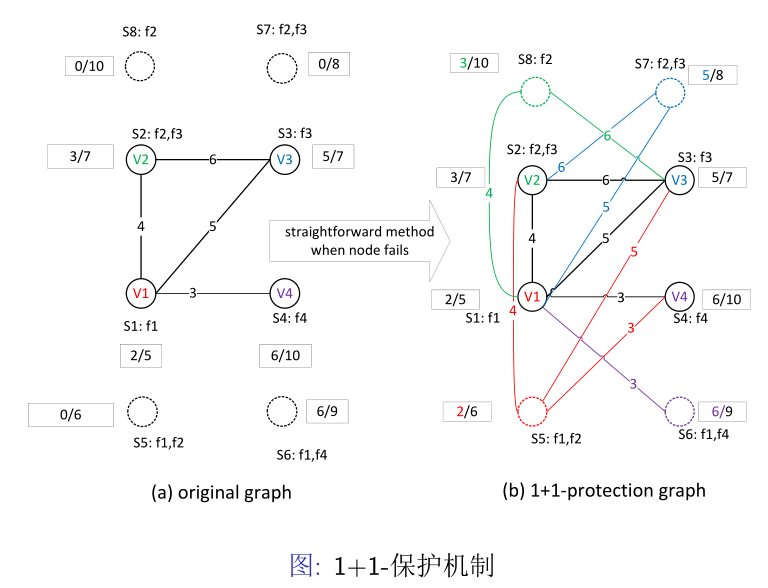 S8: f2
S7: f2,f3
0/10
0/8
S2: f2,f3
S3: f3
3/7
V2
6
V3
5/7
4
5
V1
3
V4
S1: f1
S4: f4
2/5
6/10
0/6
6/9
S5: f1,f2
S6: f1,f4
(a) original graph
straightforward method
when node fails
3/10
S8: f2
S7: f2,f3
5/8
6
S2: f2,f3
S3: f3
6
3/7
V2
6
V3
5/7
4
5
4
5
5
2/5
V1
3
V4
6/10
S1: f1
4
S4: f4
3
3
2/6
6/9
S5: f1,f2
S6: f1,f4
(b) 1+1-protection graph
图: 1+1-保护机制